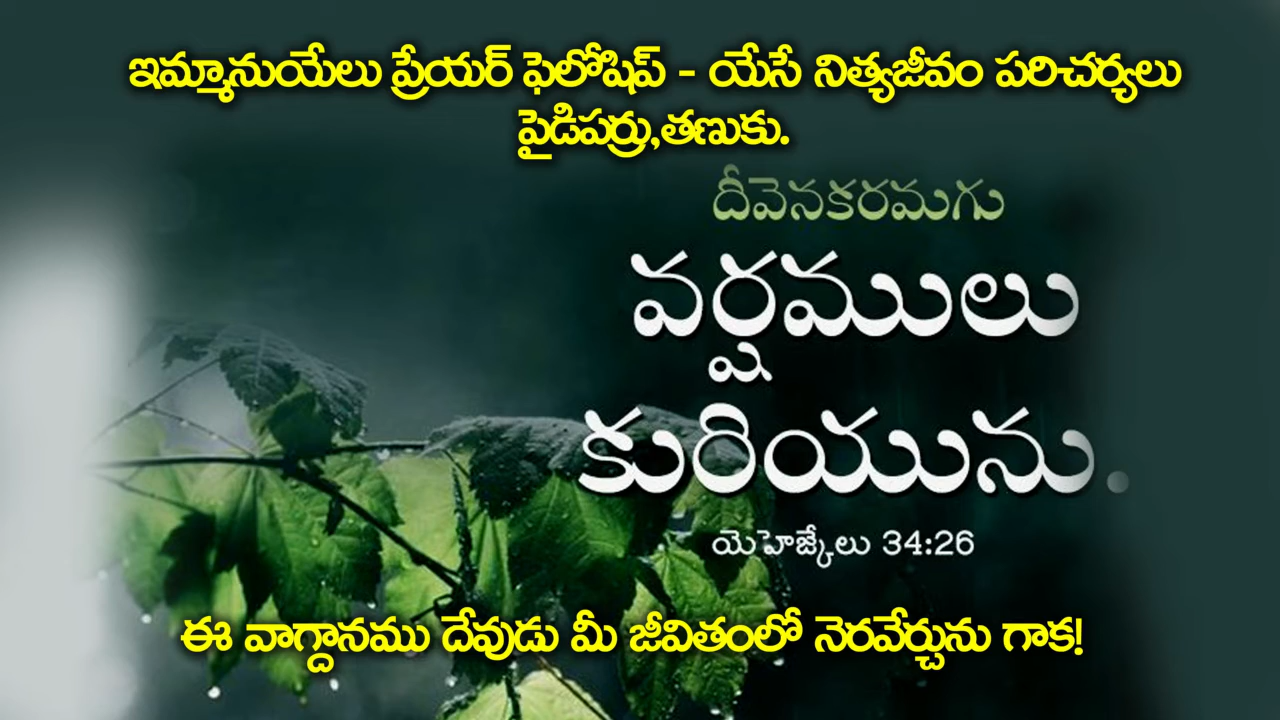 ఇమ్మానుయేలు ప్రేయర్ ఫెలోషిప్ - యేసే నిత్యజీవం పరిచర్యలు
పైడిపర్రు,తణుకు.
దీవెనకరమగు
వర్షములు
కురియును.
యెహెజ్కేలు 34:26
ఈ వాగ్దానము దేవుడు మీ జీవితంలో నెరవేర్చును గాక!